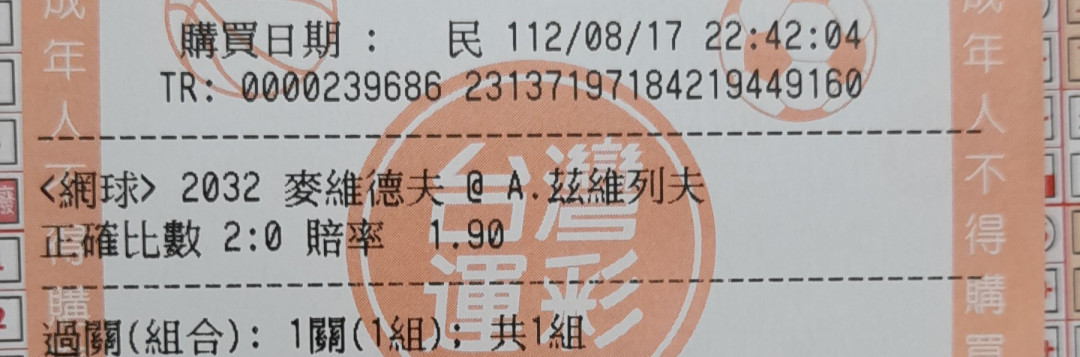 購買日期 : 民 112/08/17 22:42:04
TR: 0000239686 23137197184219449160
<網球> 2032 麥維德夫 @ A.茲維列夫
正確比數 2:0 賠率 1.90
過關(組合): 1關(1組); 共1組
台灣
運彩
成年人不得購
成年人不得購買